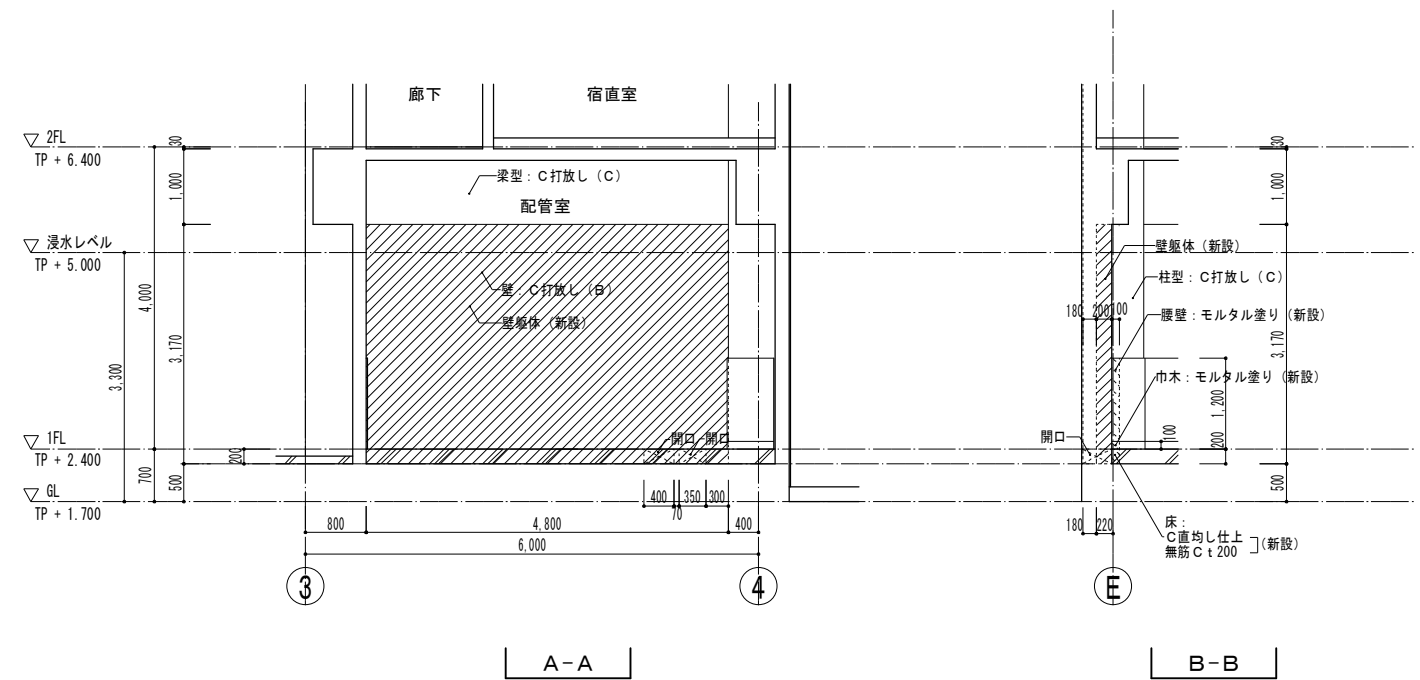 廊下
宿直室
2FL
TP + 6.400
30
1,000
梁型：C打放し（C）
配管室
浸水レベル
TP + 5.000
4,000
3,170
3,300
壁：C打放し（B）
壁躯体（新設）
1FL
TP + 2.400
200
700
500
GL
TP + 1.700
開口
開口
400
70
350
300
800
4,800
400
6,000
3
4
A-A
30
1,000
壁躯体（新設）
柱型：C打放し（C）
180
200
100
腰壁：モルタル塗り（新設）
3,170
巾木：モルタル塗り（新設）
1,200
開口
100
200
500
180
220
床：
C直均し仕上
無筋Ct200
（新設）
E
B-B